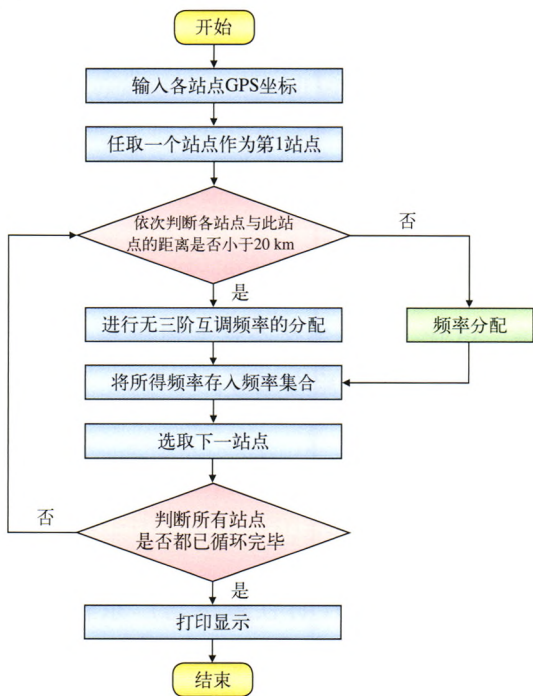 开始
输入各站点GPS坐标
任取一个站点作为第1站点
依次判断各站点与此站
点的距离是否小于20 km
否
是
进行无三阶互调频率的分配
频率分配
将所得频率存入频率集合
选取下一站点
否
判断所有站点
是否都已循环完毕
是
打印显示
结束